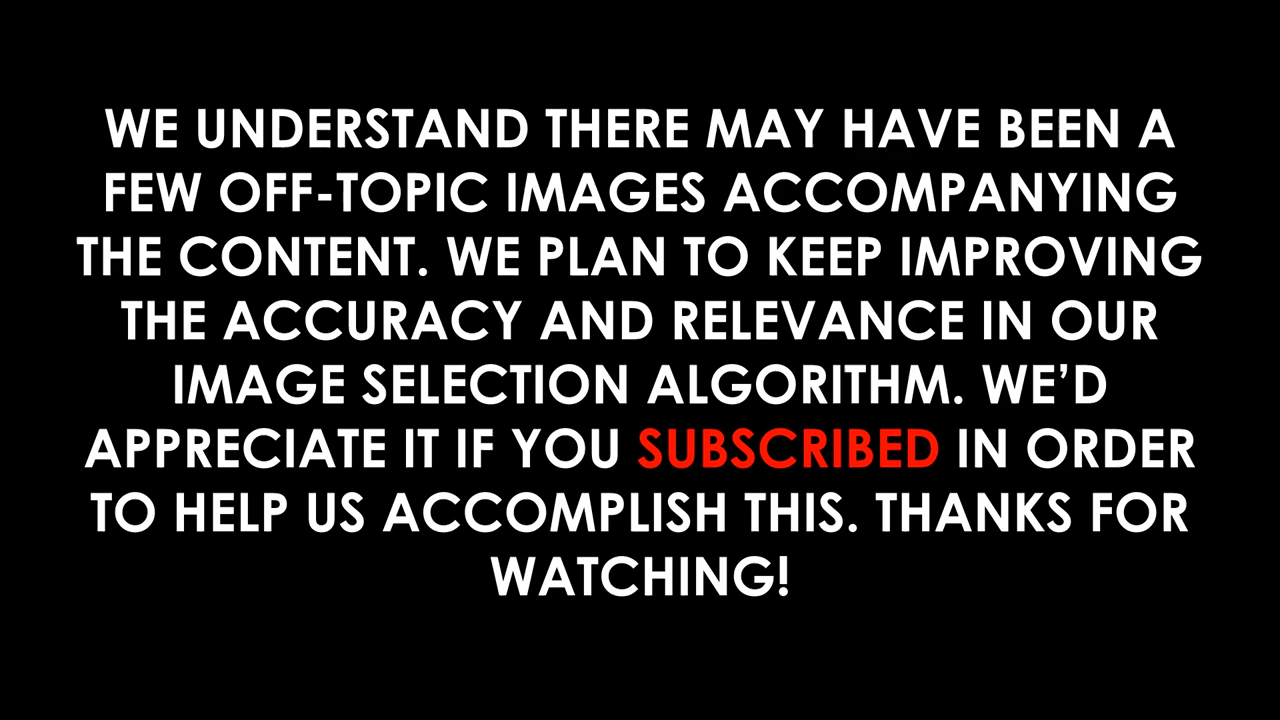 WE UNDERSTAND THERE MAY HAVE BEEN A
FEW OFF-TOPIC IMAGES ACCOMPANYING
THE CONTENT. WE PLAN TO KEEP IMPROVING
THE ACCURACY AND RELEVANCE IN OUR
IMAGE SELECTION ALGORITHM. WE’D
APPRECIATE IT IF YOU SUBSCRIBED IN ORDER
TO HELP US ACCOMPLISH THIS. THANKS FOR
WATCHING!